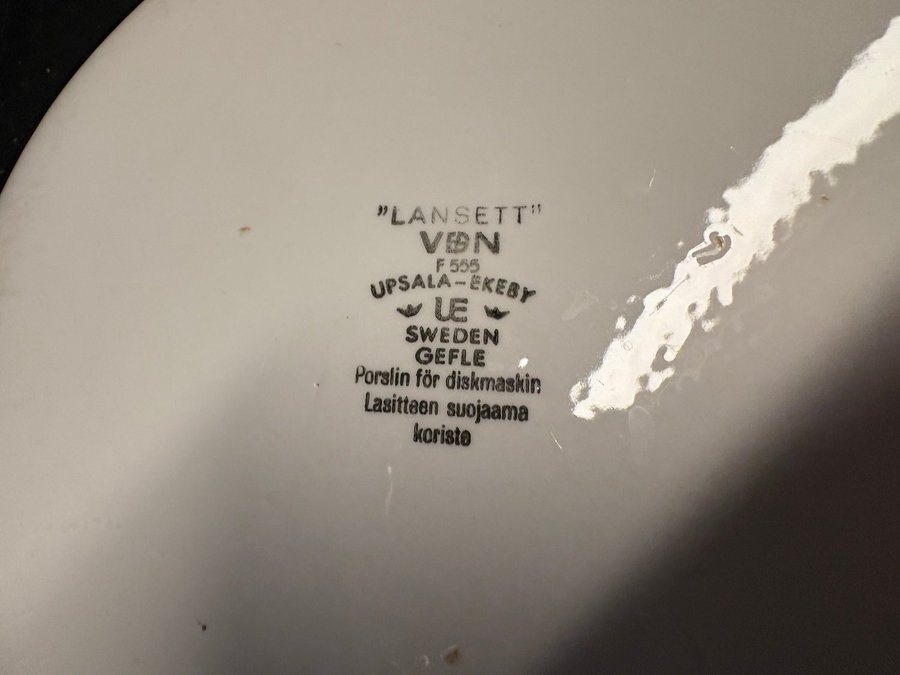 "LANSETT"
VDN
F 555
UPSALA-EKEBY
UE
SWEDEN
GEFLE
Porslin för diskmaskin
Lasitteen suojaama
koriste